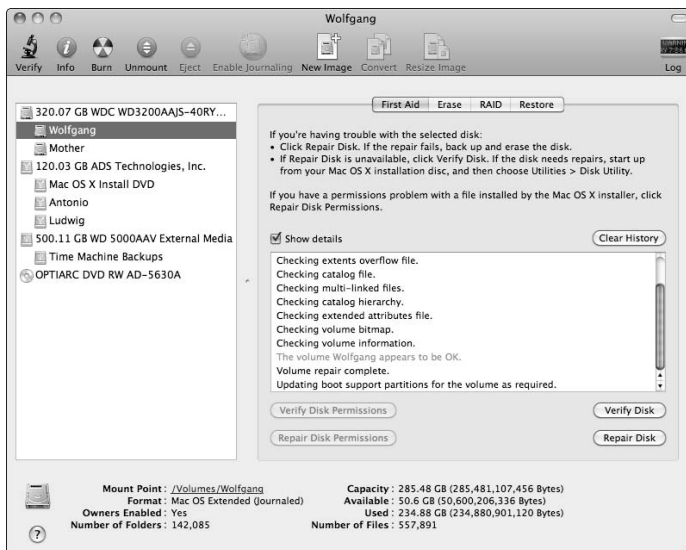 Wolfgang
Verify Info Burn Unmount Eject Enable Journaling New Image Convert Resize Image Log
320.07 GB WDC WD3200AAJS-40RY...
Wolfgang
Mother
120.03 GB ADS Technologies, Inc.
Mac OS X Install DVD
Antonio
Ludwig
500.11 GB WD 5000AAV External Media
Time Machine Backups
OPTIARC DVD RW AD-5630A
First Aid Erase RAID Restore
If you're having trouble with the selected disk:
• Click Repair Disk. If the repair fails, back up and erase the disk.
• If Repair Disk is unavailable, click Verify Disk. If the disk needs repairs, start up
from your Mac OS X installation disc, and then choose Utilities > Disk Utility.
If you have a permissions problem with a file installed by the Mac OS X installer, click
Repair Disk Permissions.
Show details Clear History
Checking extents overflow file.
Checking catalog file.
Checking multi-linked files.
Checking catalog hierarchy.
Checking extended attributes file.
Checking volume bitmap.
Checking volume information.
The volume Wolfgang appears to be OK.
Volume repair complete.
Updating boot support partitions for the volume as required.
Verify Disk Permissions Verify Disk
Repair Disk Permissions Repair Disk
Mount Point : /Volumes/Wolfgang Capacity : 285.48 GB (285,481,107,456 Bytes)
Format : Mac OS Extended (Journaled) Available : 50.6 GB (50,600,206,336 Bytes)
Owners Enabled : Yes Used : 234.88 GB (234,880,901,120 Bytes)
Number of Folders : 142,085 Number of Files : 557,891
?